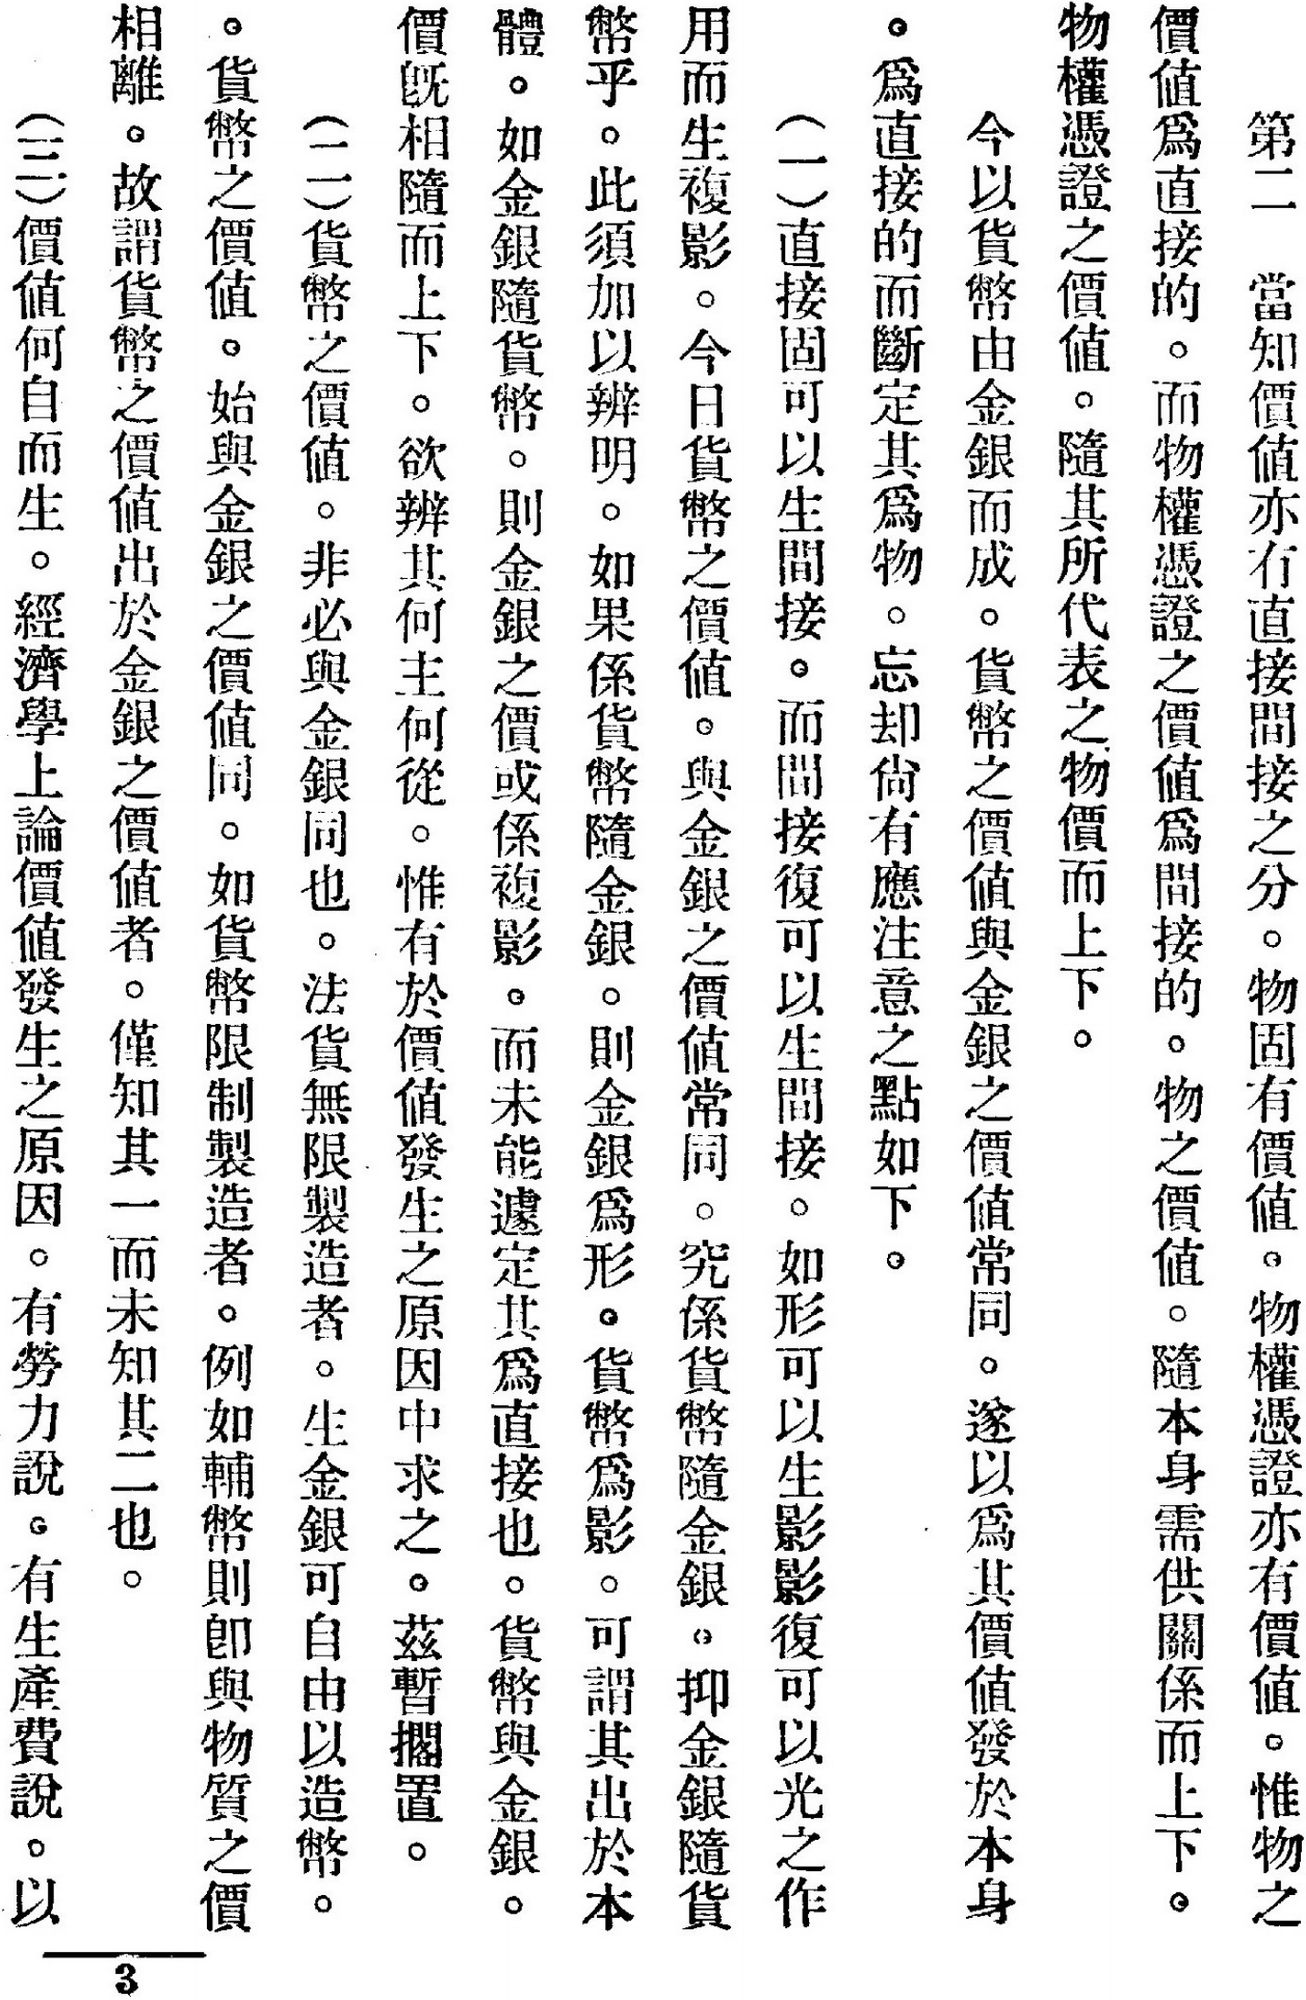 第二　當知價値亦有直接間接之分。物固有價値。物權憑證亦有價値。惟物之
價値爲直接的。而物權憑證之價値爲間接的。物之價値。隨本身需供關係而上下。
物權憑證之價値。隨其所代表之物價而上下。
今以貨幣由金銀而成。貨幣之價値與金銀之價値常同。遂以爲其價値發於本身
。爲直接的而斷定其爲物。忘却尙有應注意之點如下。
（一）直接固可以生間接。而間接復可以生間接。如形可以生影影復可以光之作
用而生複影。今日貨幣之價値。與金銀之價値常同。究係貨幣隨金銀。抑金銀隨貨
幣乎。此須加以辨明。如果係貨幣隨金銀。則金銀爲形。貨幣爲影。可謂其出於本
體。如金銀隨貨幣。則金銀之價或係複影。而未能遽定其爲直接也。貨幣與金銀。
價旣相隨而上下。欲辨其何主何從。惟有於價値發生之原因中求之。茲暫擱置。
（二）貨幣之價値。非必與金銀同也。法貨無限製造者。生金銀可自由以造幣。
。貨幣之價値。始與金銀之價値同。如貨幣限制製造者。例如輔幣則卽與物質之價
相離。故謂貨幣之價値出於金銀之價値者。僅知其一而未知其二也。
（三）價値何自而生。經濟學上論價値發生之原因。有勞力說。有生產費說。以
3